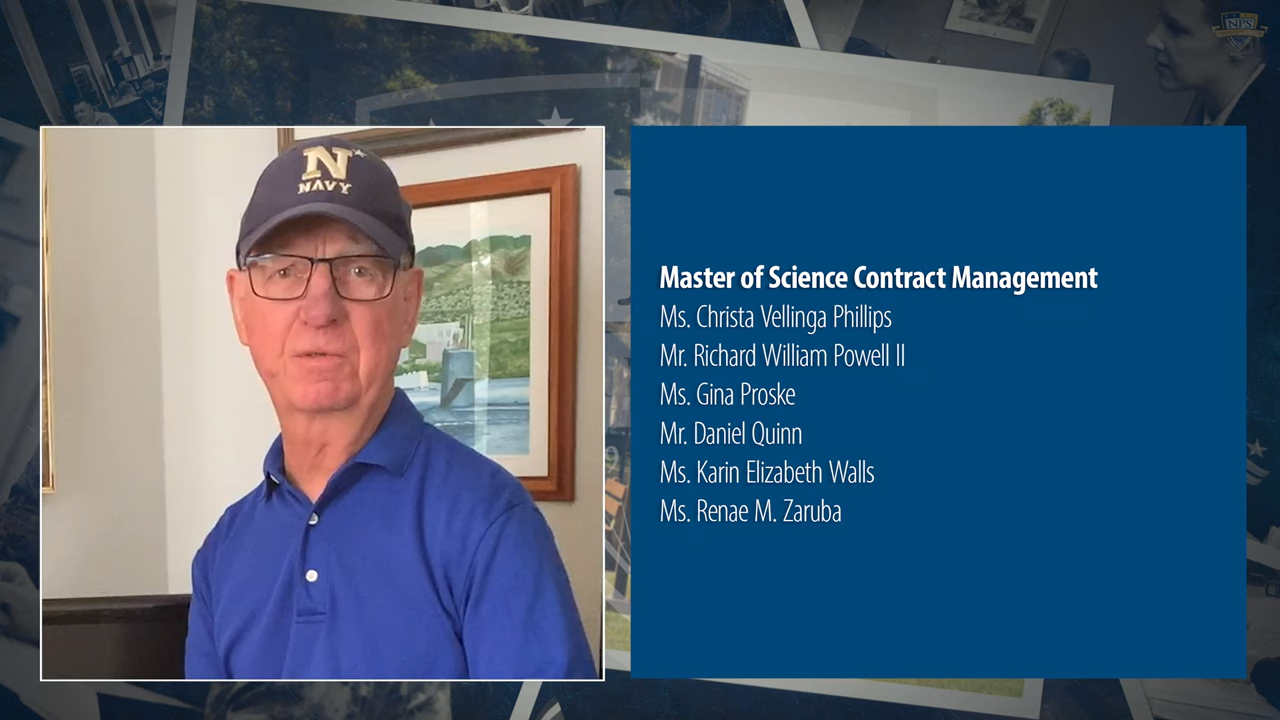 NPS
N
NAVY
Master of Science Contract Management
Ms. Christa Vellinga Phillips
Mr. Richard William Powell II
Ms. Gina Proske
Mr. Daniel Quinn
Ms. Karin Elizabeth Walls
Ms. Renae M. Zaruba